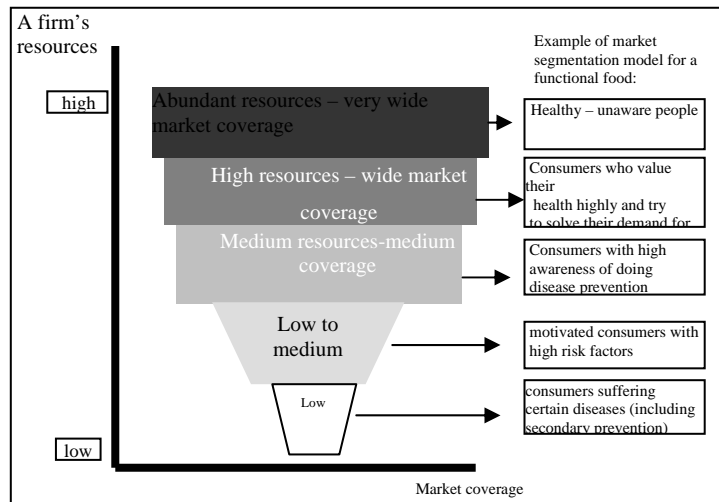 A firm's
resources
Example of market
segmentation model for a
functional food:
high
Abundant resources – very wide
market coverage
Healthy – unaware people
High resources – wide market
coverage
Consumers who value
their
health highly and try
to solve their demand for
Medium resources-medium
coverage
Consumers with high
awareness of doing
disease prevention
Low to
medium
motivated consumers with
high risk factors
Low
consumers suffering
certain diseases (including
secondary prevention)
low
Market coverage